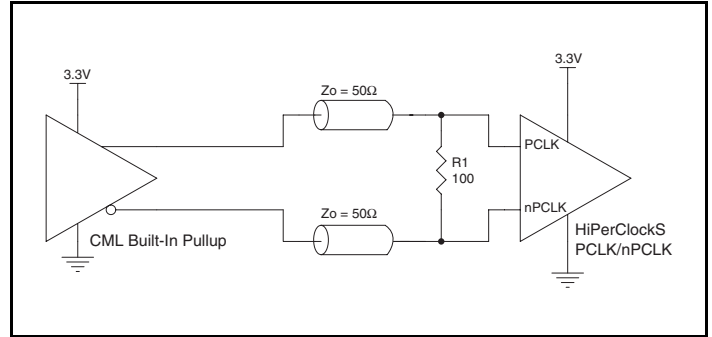 3.3V
3.3V
Zo = 50Ω
PCLK
R1
100
nPCLK
Zo = 50Ω
HiPerClockS
PCLK/nPCLK
CML Built-In Pullup